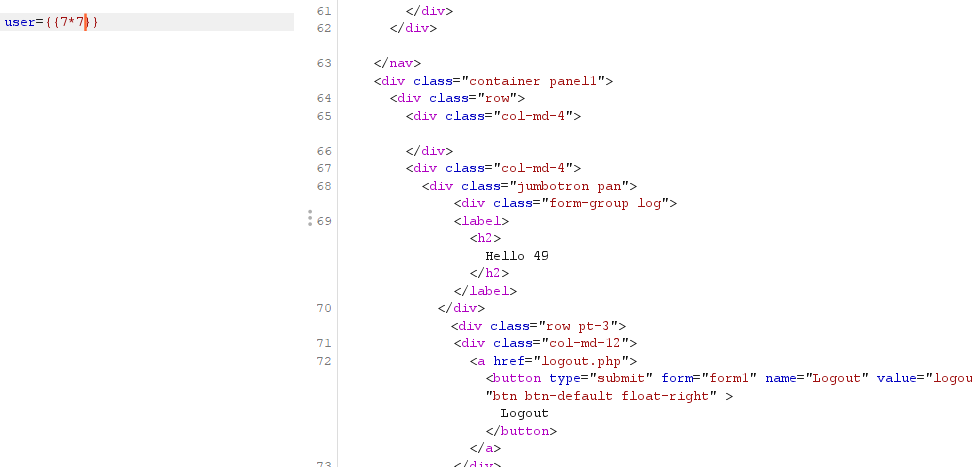 user={{7*7}}
61 </div>
62 </div>
63 </nav>
<div class="container panel1">
64 <div class="row">
65 <div class="col-md-4">
66 </div>
67 <div class="col-md-4">
68 <div class="jumbotron pan">
<div class="form-group log">
69 <label>
<h2>
Hello 49
</h2>
</label>
70 </div>
<div class="row pt-3">
71 <div class="col-md-12">
72 <a href="logout.php">
<button type="submit" form="form1" name="Logout" value="logou
"btn btn-default float-right" >
Logout
</button>
</a>
73 </div>